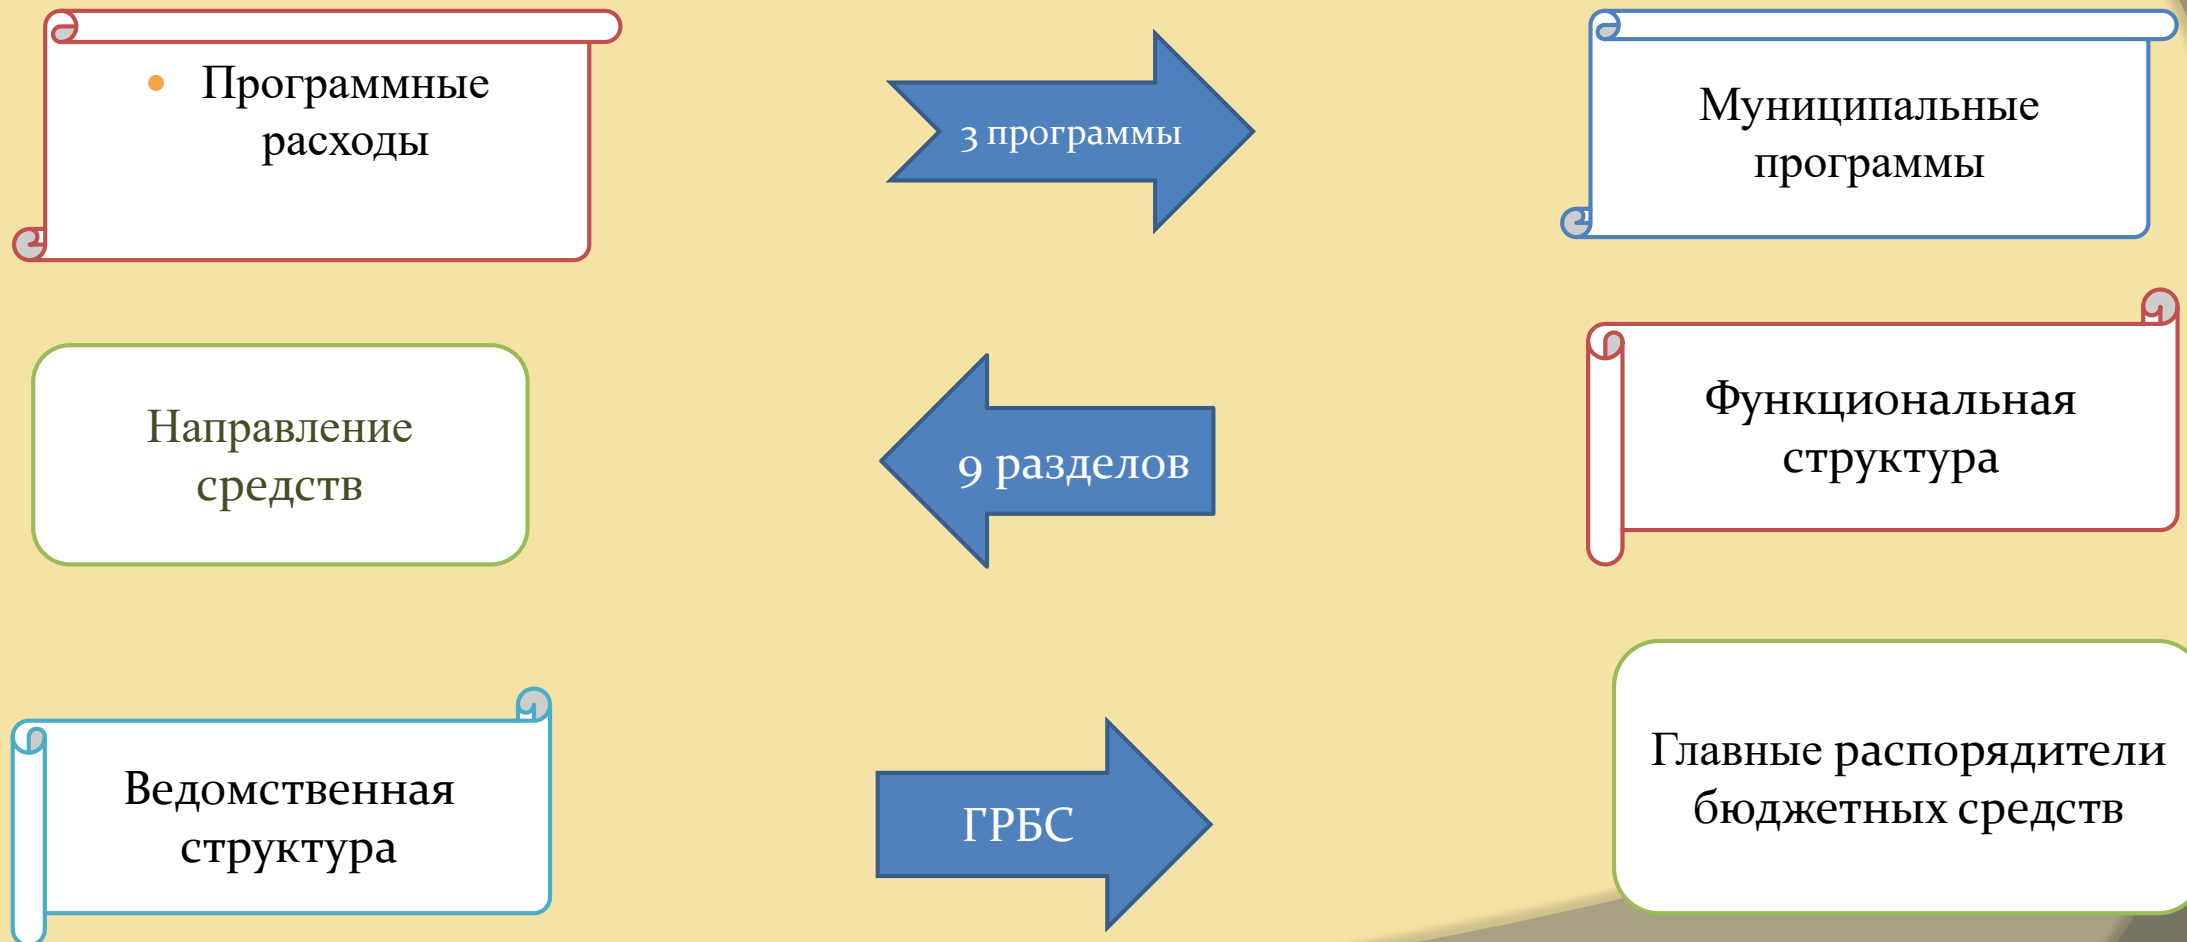 Программные
расходы
3 программы
Муниципальные
программы
Направление
средств
9 разделов
Функциональная
структура
Ведомственная
структура
ГРБС
Главные распорядители
бюджетных средств